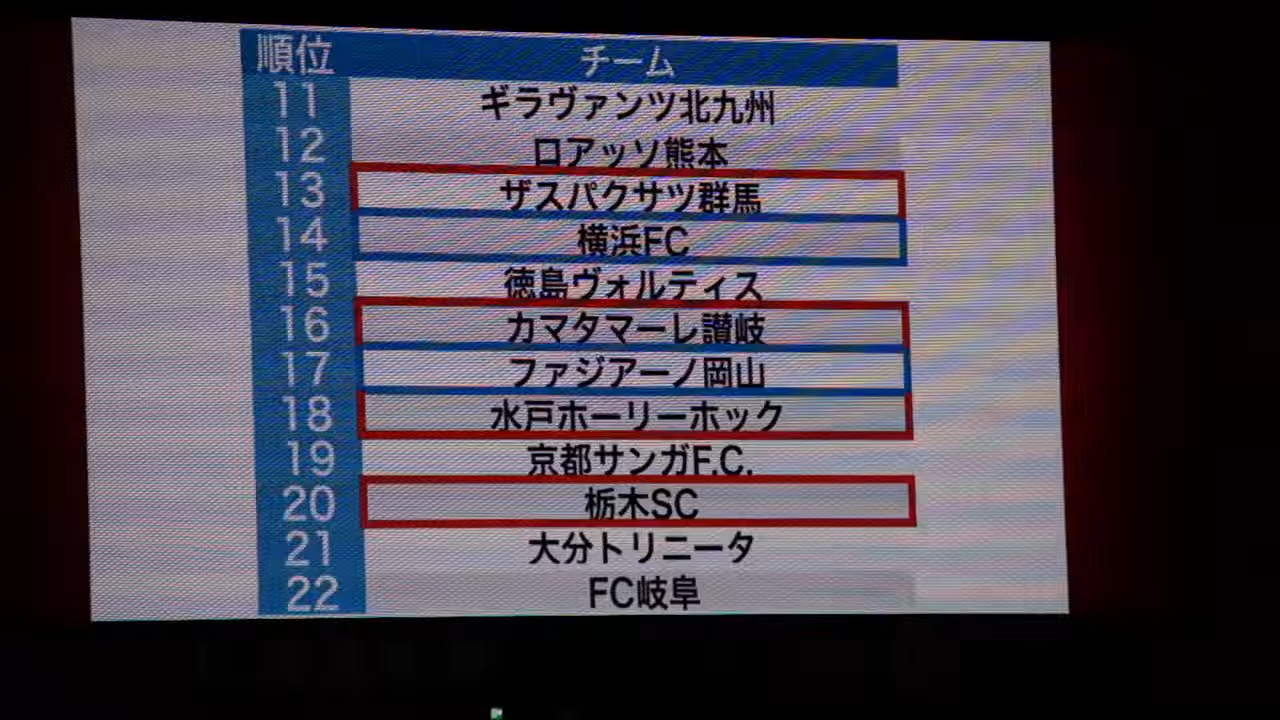 順位 チーム
11 ギラヴァンツ北九州
12 ロアッソ熊本
13 ザスパクサツ群馬
14 横浜FC
15 徳島ヴォルティス
16 カマタマーレ讃岐
17 ファジアーノ岡山
18 水戸ホーリーホック
19 京都サンガF.C.
20 栃木SC
21 大分トリニータ
22 FC岐阜